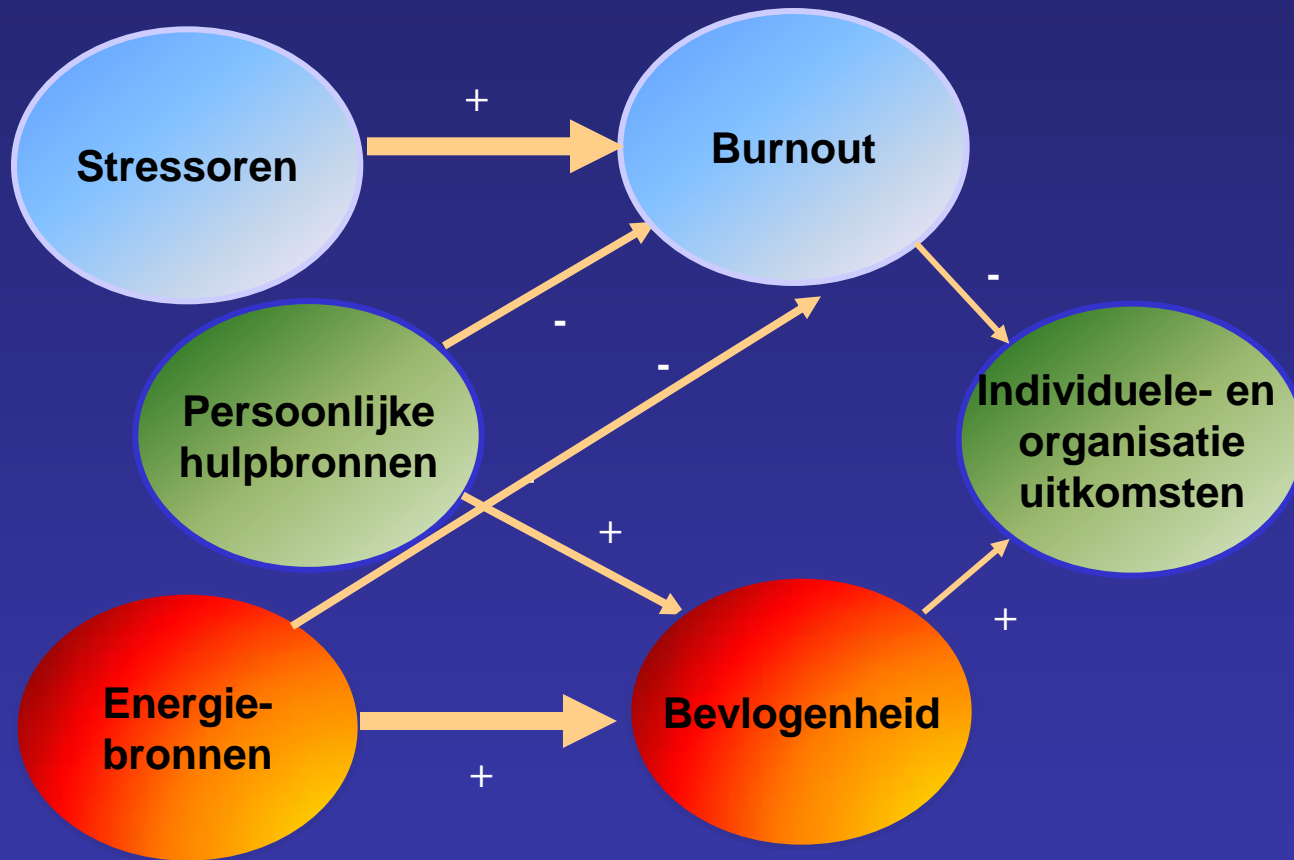 +
Stressoren
Burnout
-
-
-
Persoonlijke
hulpbronnen
Individuele- en
organisatie
uitkomsten
-
+
+
Energie-
bronnen
Bevlogenheid
+